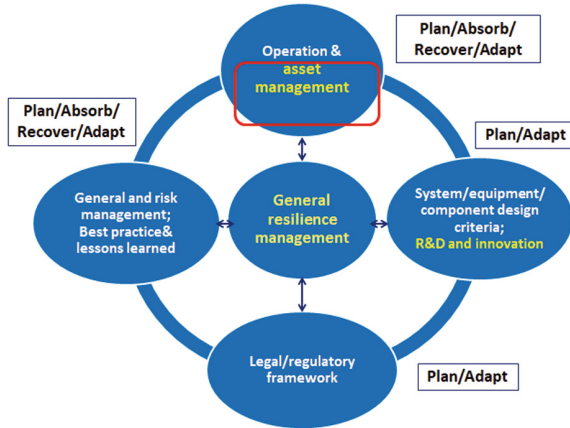 Operation &
asset
management
Plan/Absorb/
Recover/Adapt
Plan/Absorb/
Recover/Adapt
Plan/Adapt
General and risk
management;
Best practice&
lessons learned
General
resilience
management
System/equipment/
component design
criteria;
R&D and innovation
Legal/regulatory
framework
Plan/Adapt